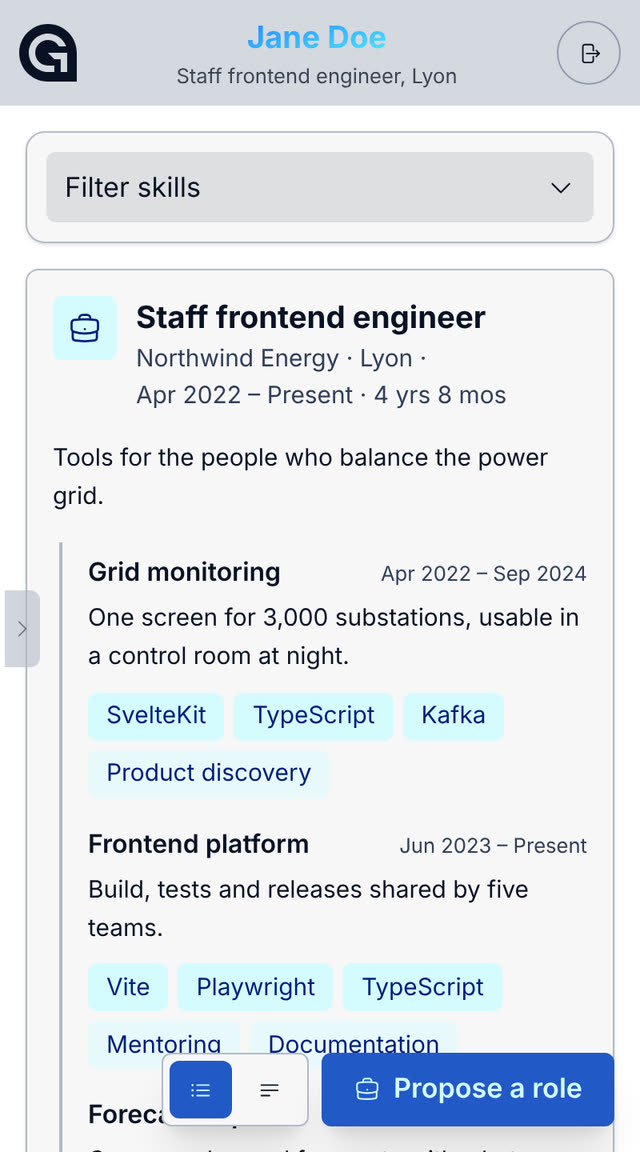 Jane Doe
Staff frontend engineer, Lyon
Filter skills
Staff frontend engineer
Northwind Energy · Lyon ·
Apr 2022 – Present · 4 yrs 8 mos
Tools for the people who balance the power
grid.
Grid monitoring Apr 2022 – Sep 2024
One screen for 3,000 substations, usable in
a control room at night.
SvelteKit TypeScript Kafka
Product discovery
Frontend platform Jun 2023 – Present
Build, tests and releases shared by five
teams.
Vite Playwright TypeScript
Mentoring Documentation
Propose a role